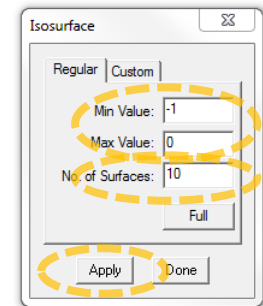 Isosurface
Regular Custom
Min Value: -1
Max Value: 0
No. of Surfaces: 10
Full
Apply Done